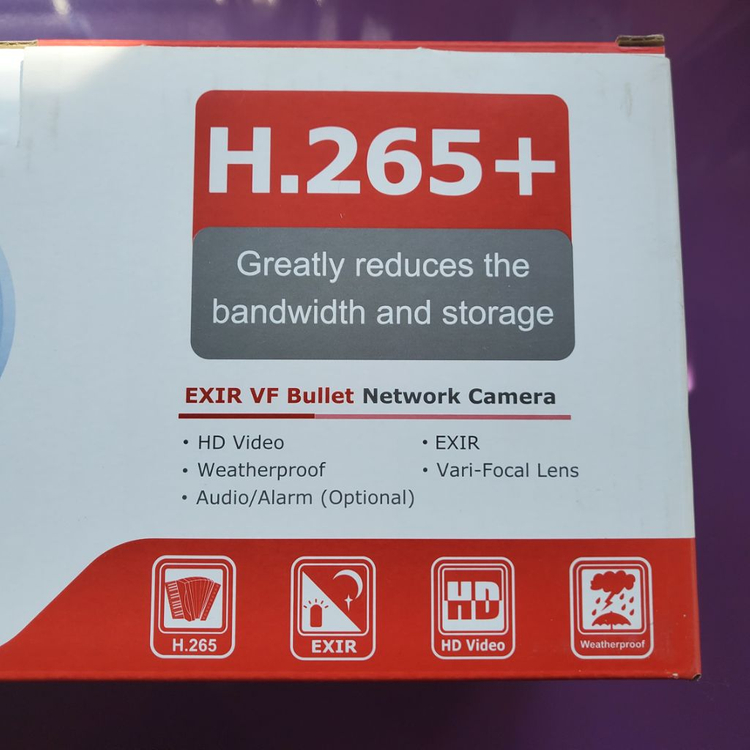 H.265+
Greatly reduces the
bandwidth and storage
EXIR VF Bullet Network Camera
• HD Video
• EXIR
• Weatherproof
• Vari-Focal Lens
• Audio/Alarm (Optional)
H.265
EXIR
HD
HD Video
Weatherproof